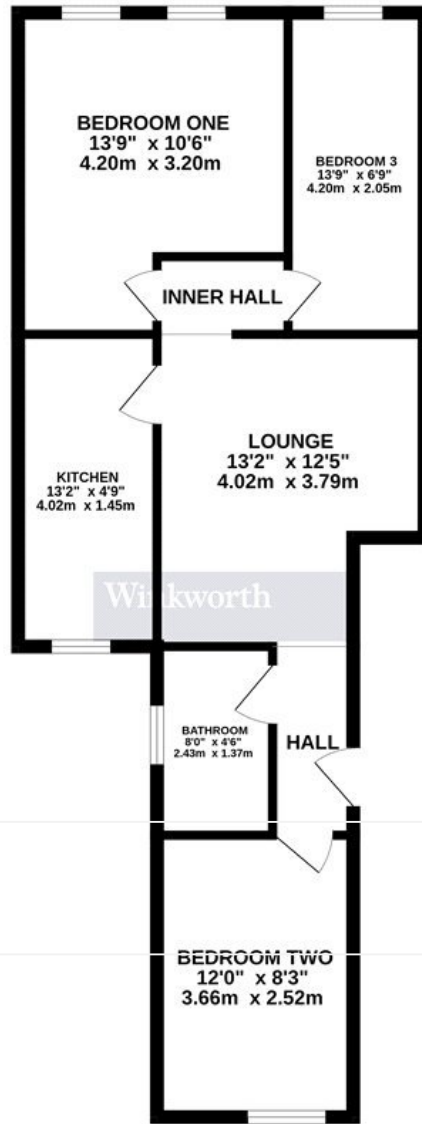 BEDROOM ONE
13'9" x 10'6"
4.20m x 3.20m
BEDROOM 3
13'9" x 6'9"
4.20m x 2.05m
INNER HALL
LOUNGE
13'2" x 12'5"
4.02m x 3.79m
KITCHEN
13'2" x 4'9"
4.02m x 1.45m
Winkworth
BATHROOM
8'0" x 4'6"
2.43m x 1.37m
HALL
BEDROOM TWO
12'0" x 8'3"
3.66m x 2.52m